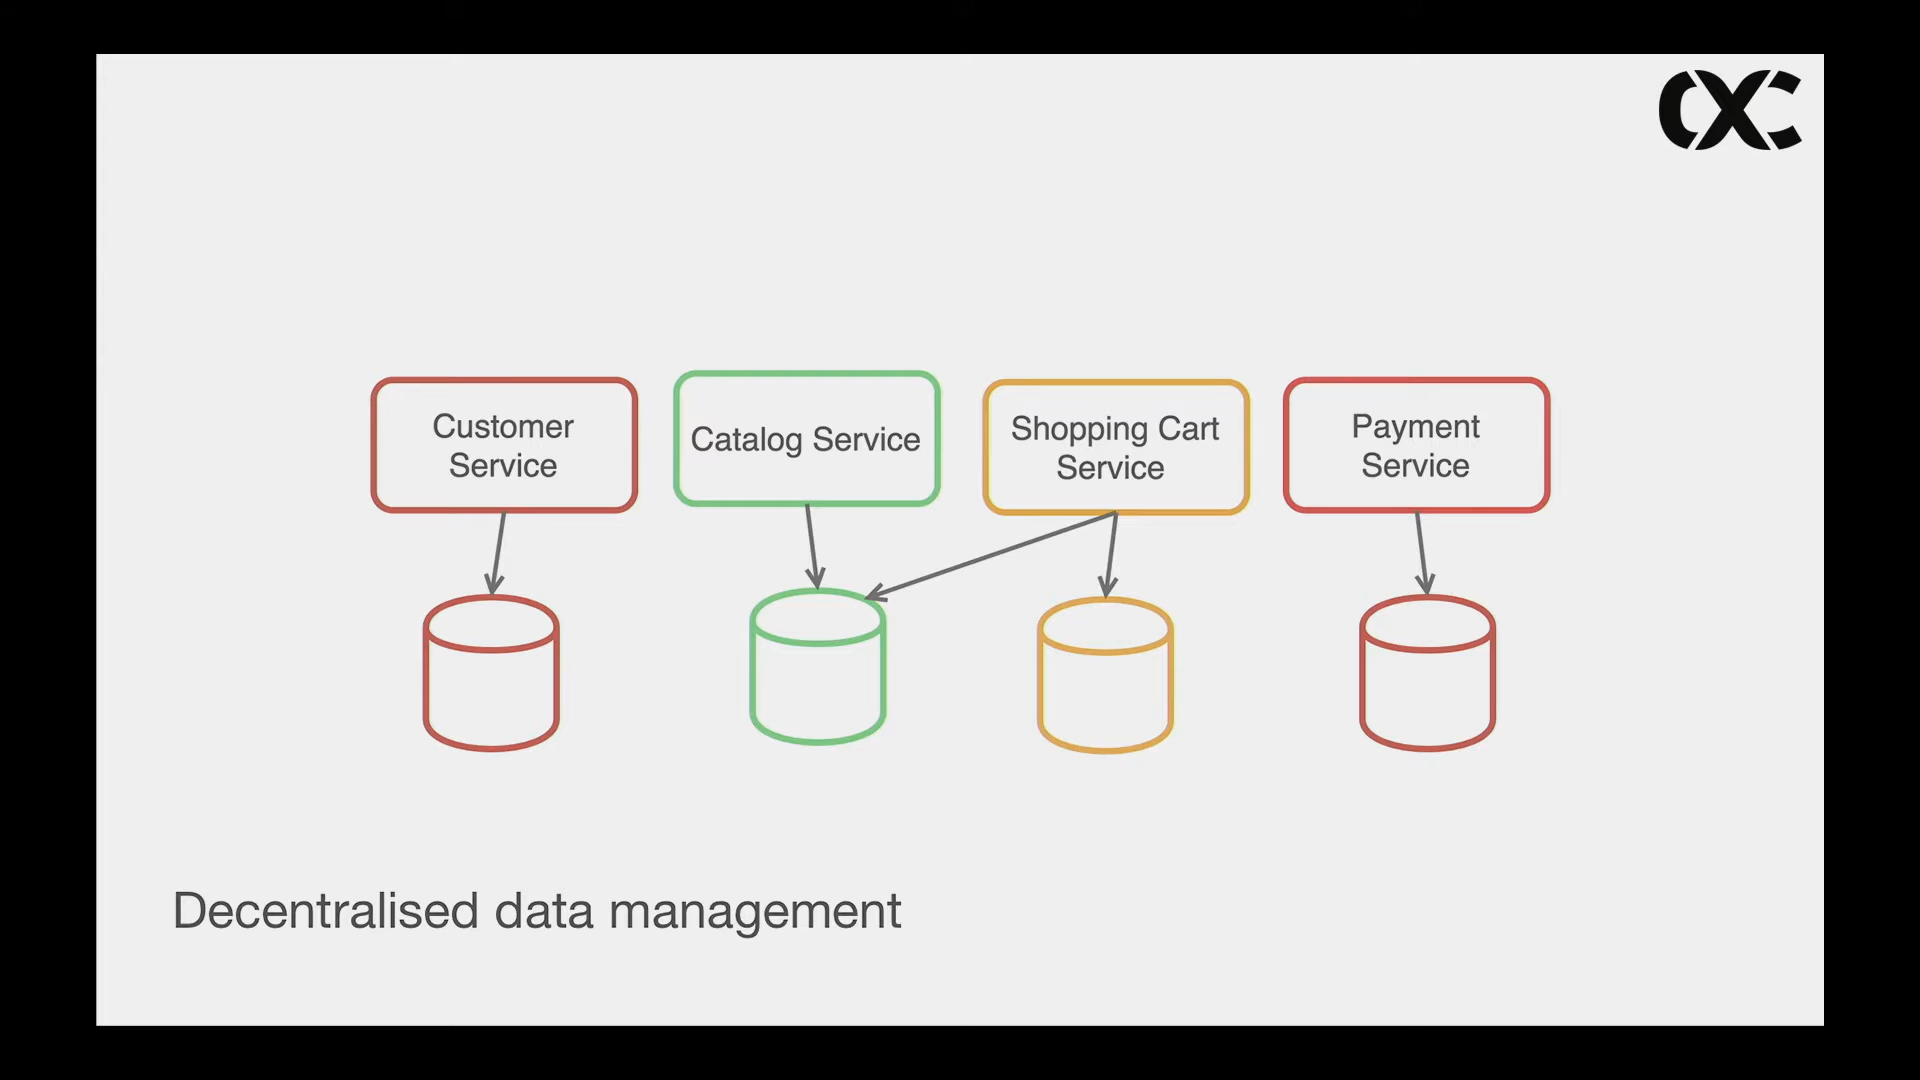 Customer
Service
Catalog Service
Shopping Cart
Service
Payment
Service
Decentralised data management